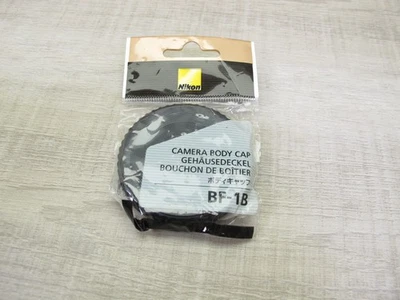 Nikon
CAMERA BODY CAP
GEHÄUSEDECKEL
BOUCHON DE BOÎTIER
ボディキャップ
BF-1B